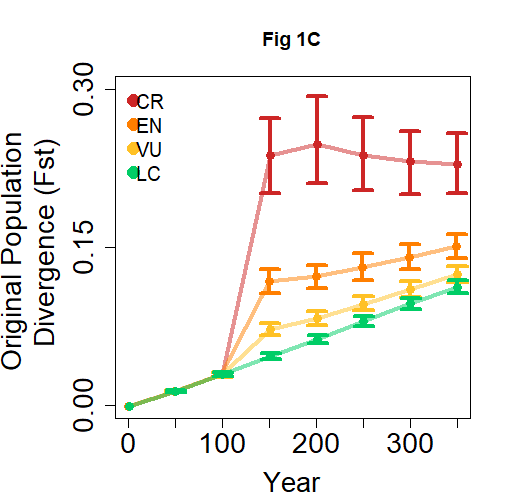 Fig 1C
Original Population
Divergence (Fst)
0.30
0.15
0.00
CR
EN
VU
LC
0
100
200
300
Year